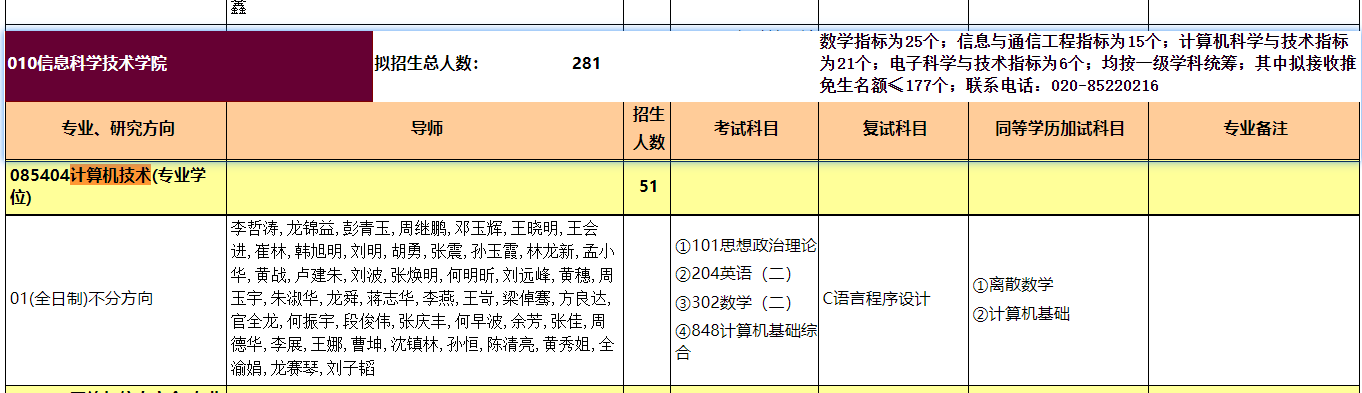 鑫
010信息科学技术学院
拟招生总人数： 281
数学指标为25个；信息与通信工程指标为15个；计算机科学与技术指标
为21个；电子科学与技术指标为6个；均按一级学科统筹；其中拟接收推
免生名额≤177个；联系电话：020-85220216
专业、研究方向
导师
招生
人数
考试科目
复试科目
同等学历加试科目
专业备注
085404计算机技术(专业学
位)
51
01(全日制)不分方向
李哲涛,龙锦益,彭青玉,周继鹏,邓玉辉,王晓明,王会
进,崔林,韩旭明,刘明,胡勇,张震,孙玉霞,林龙新,孟小
华,黄战,卢建朱,刘波,张焕明,何明昕,刘远峰,黄穗,周
玉宇,朱淑华,龙舜,蒋志华,李燕,王岢,梁倬骞,方良达,
官全龙,何振宇,段俊伟,张庆丰,何早波,余芳,张佳,周
德华,李展,王娜,曹坤,沈镇林,孙恒,陈清亮,黄秀姐,全
渝娟,龙赛琴,刘子韬
①101思想政治理论
②204英语（二）
③302数学（二）
④848计算机基础综
合
C语言程序设计
①离散数学
②计算机基础